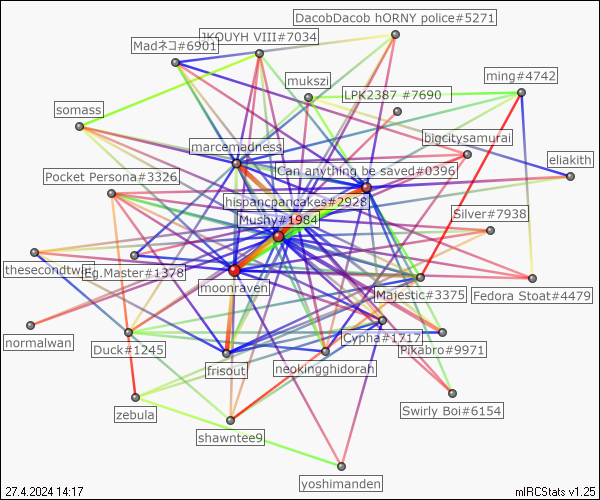 DacobDacob hORNY police#5271
JKOUYH VIII#7034
Madネコ#6901
mukszi
ming#4742
LPK2387 #7690
somass
bigcitysamurai
marcemadness
eliakith
Can anything be saved#0396
Pocket Persona#3326
hispancpancakes#2928
Silver#7938
Mushy#1984
thesecondtwin
Fg.Master#1378
moonraven
Majestic#3375
Fedora Stoat#4479
normalwan
Cypha#1717
Duck#1245
Pikabro#9971
frisout
neokingghidorah
zebula
Swirly Boi#6154
shawntee9
yoshimanden
27.4.2024 14:17
mIRCStats v1.25